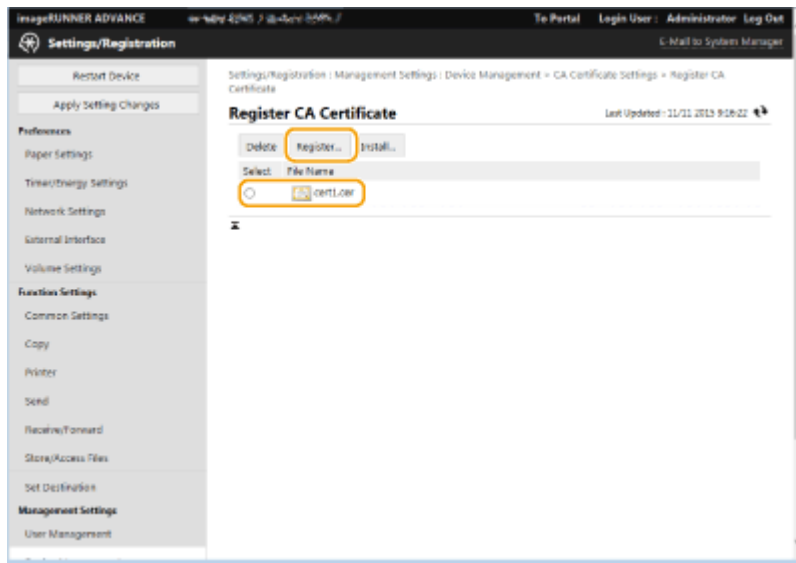 imageRUNNER ADVANCE
To Portal Login User : Administrator Log Out
Settings/Registration
E-Mail to System Manager
Restart Device
Apply Setting Changes
Preferences
Paper Settings
Timer/Energy Settings
Network Settings
External Interface
Volume Settings
Function Settings
Common Settings
Copy
Printer
Send
Receive/Forward
Store/Access Files
Set Destination
Management Settings
User Management
Settings/Registration : Management Settings : Device Management > CA Certificate Settings > Register CA
Certificate
Register CA Certificate
Last Updated : 11/11 2015 9:16:22
Delete Register... Install...
Select File Name
cert1.cer